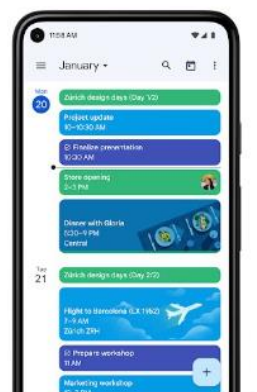 11:58 AM
January
Mon
20
Zürich design days (Day 1/2)
Project update
10–10:30 AM
Finalize presentation
10:30 AM
Store opening
2–3 PM
Dinner with Gloria
6:30–9 PM
Central
Tue
21
Zürich design days (Day 2/2)
Flight to Barcelona (LX 1952)
7–9 AM
Zürich ZRH
Prepare workshop
11 AM
Marketing workshop